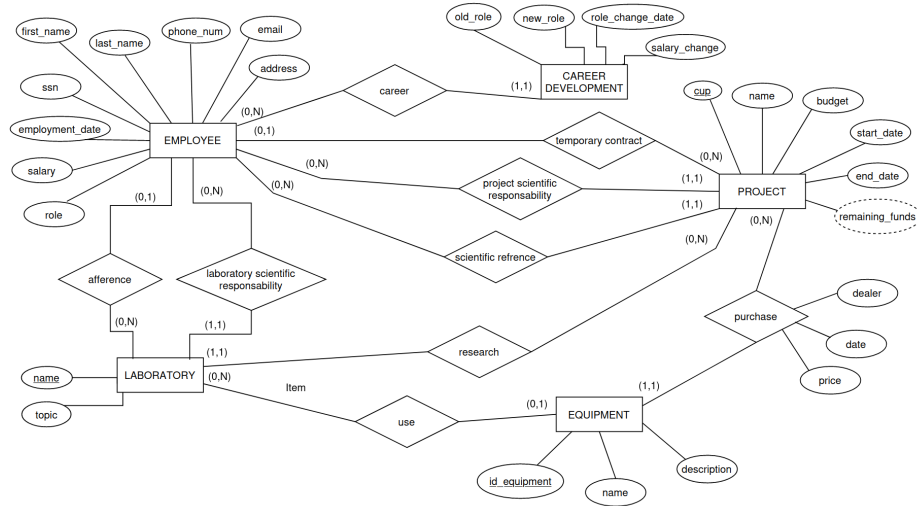 old_role
new_role
role_change_date
salary_change
CAREER
DEVELOPMENT
first_name
last_name
phone_num
email
address
ssn
employment_date
salary
role
EMPLOYEE
career
(0,N)
(1,1)
(0,1)
temporary contract
(0,N)
(0,N)
project scientific
responsability
(1,1)
(0,N)
scientific refrence
(1,1)
cup
name
budget
start_date
end_date
remaining_funds
PROJECT
(0,1)
(0,N)
afference
laboratory scientific
responsability
(0,N)
(1,1)
(0,N)
(0,N)
purchase
dealer
date
price
LABORATORY
name
topic
(1,1)
research
(0,N)
Item
use
(0,1)
(1,1)
EQUIPMENT
id_equipment
name
description